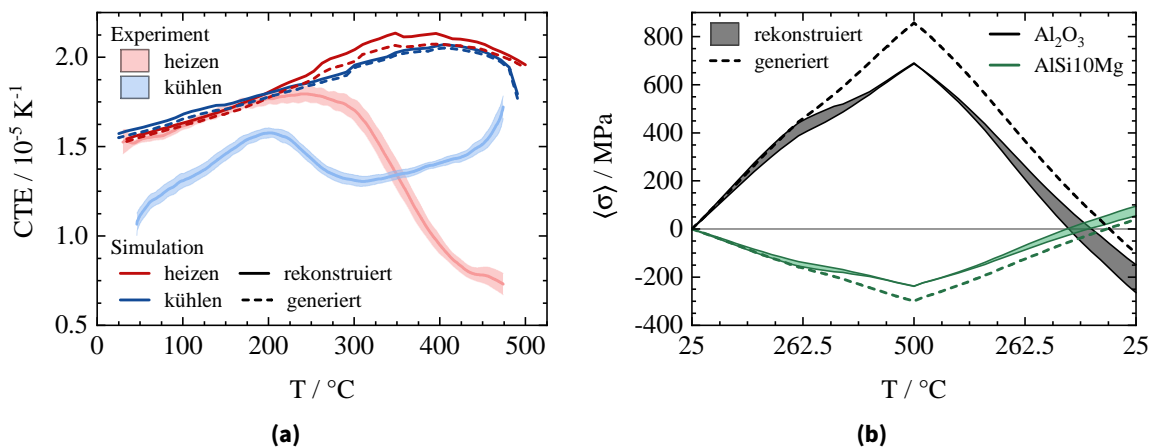 Experiment
heizen
kühlen
Simulation
heizen
rekonstruiert
kühlen
generiert
CTE / 10⁻⁵ K⁻¹
2.0
1.5
1.0
0.5
0 100 200 300 400 500
T / °C
(a)
rekonstruiert
generiert
Al₂O₃
AlSi10Mg
⟨σ⟩ / MPa
800
600
400
200
0
-200
-400
25 262.5 500 262.5 25
T / °C
(b)